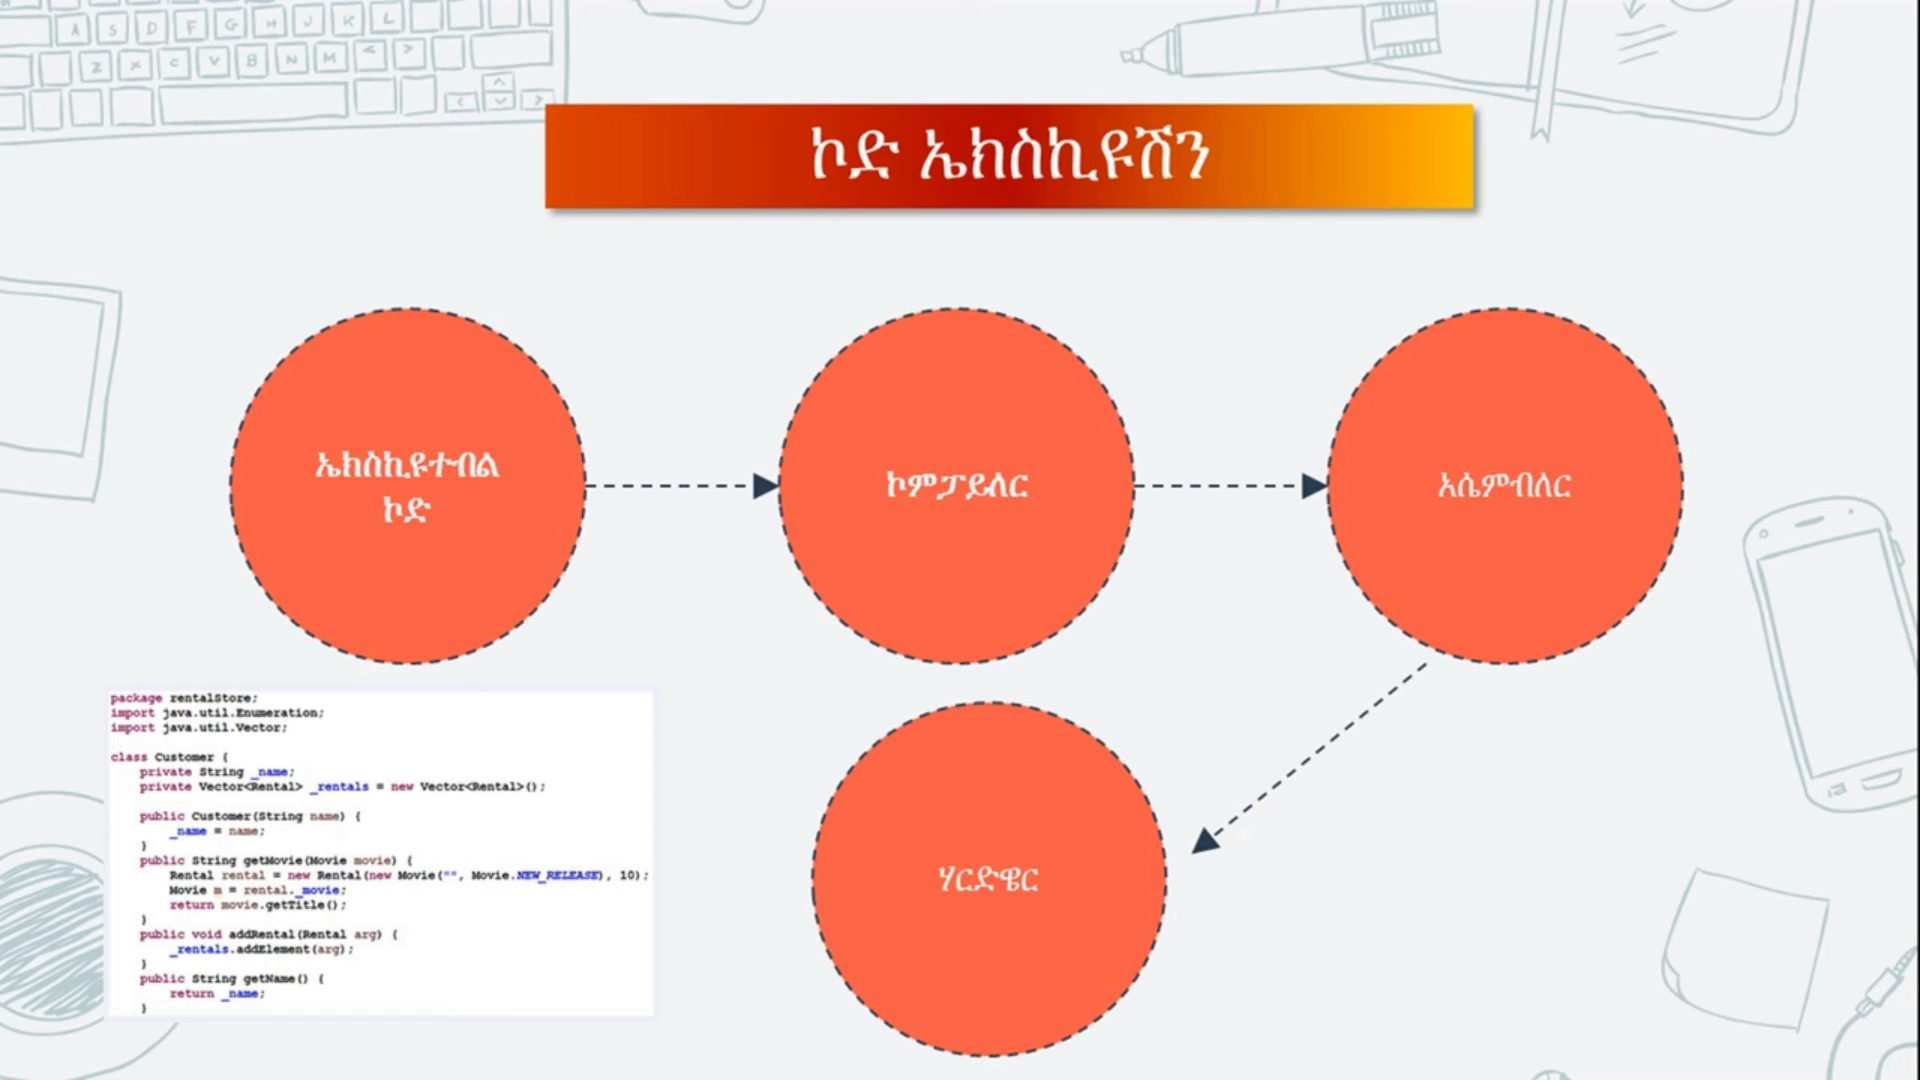 ኮድ ኤክስኪዩሽን
ኤክስኪዩተብል
ኮድ
ኮምፓይለር
አሴምብለር
ሃርድዌር
package rentalStore;
import java.util.Enumeration;
import java.util.Vector;
class Customer {
private String _name;
private Vector<Rental> _rentals = new Vector<Rental>();
public Customer(String name) {
_name = name;
}
public String getMovie(Movie movie) {
Rental rental = new Rental(new Movie("", Movie.NEW_RELEASE), 10);
Movie m = rental._movie;
return movie.getTitle();
}
public void addRental(Rental arg) {
_rentals.addElement(arg);
}
public String getName() {
return _name;
}
A S D F G H J K L
Z X C V B N M < >